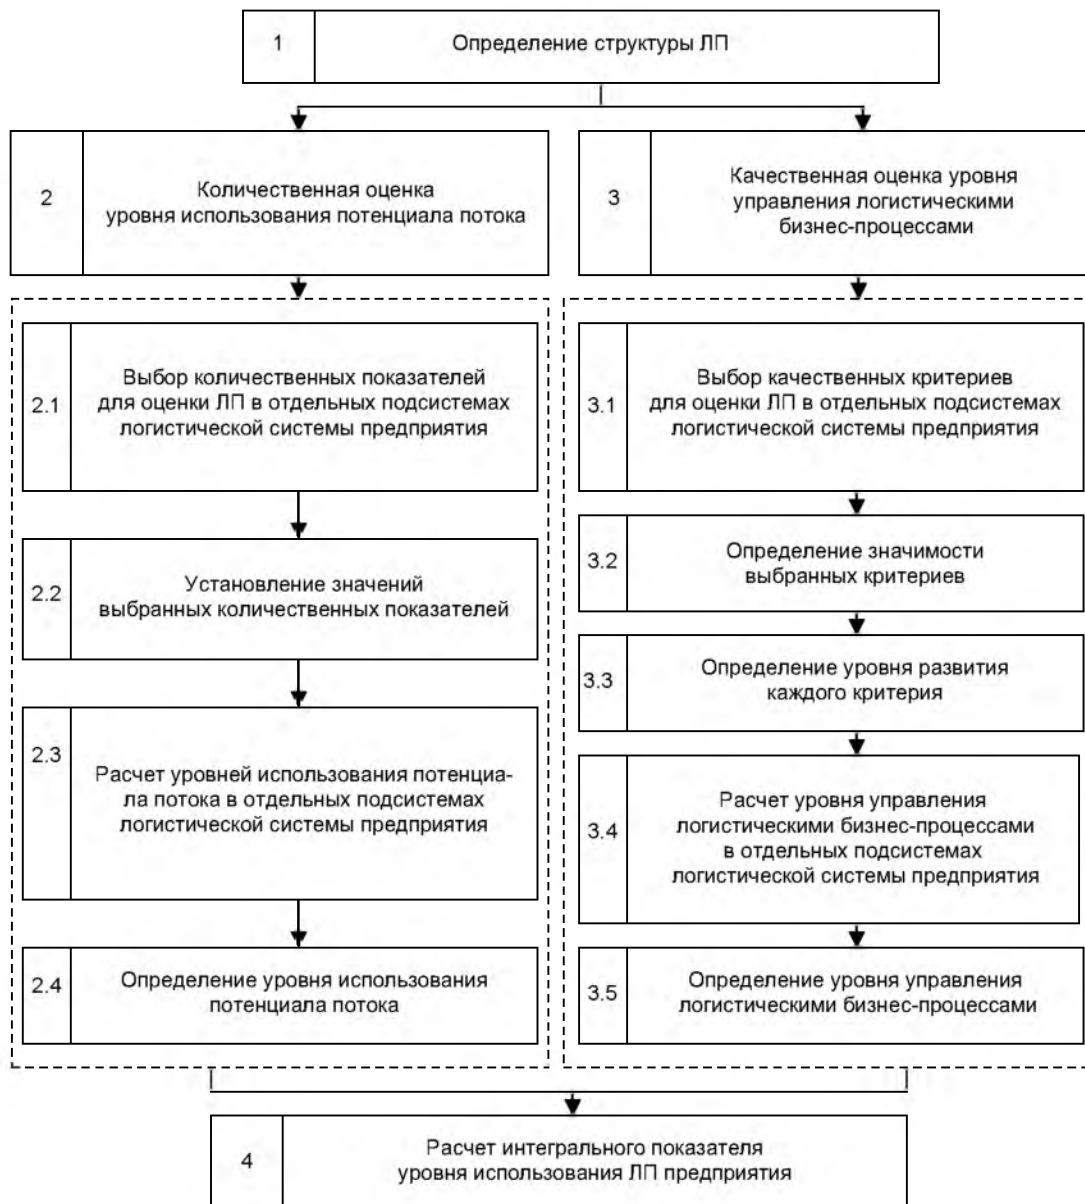 1
Определение структуры ЛП
2
Количественная оценка
уровня использования потенциала потока
3
Качественная оценка уровня
управления логистическими
бизнес-процессами
2.1
Выбор количественных показателей
для оценки ЛП в отдельных подсистемах
логистической системы предприятия
2.2
Установление значений
выбранных количественных показателей
2.3
Расчет уровней использования потенциа-
ла потока в отдельных подсистемах
логистической системы предприятия
2.4
Определение уровня использования
потенциала потока
3.1
Выбор качественных критериев
для оценки ЛП в отдельных подсистемах
логистической системы предприятия
3.2
Определение значимости
выбранных критериев
3.3
Определение уровня развития
каждого критерия
3.4
Расчет уровня управления
логистическими бизнес-процессами
в отдельных подсистемах
логистической системы предприятия
3.5
Определение уровня управления
логистическими бизнес-процессами
4
Расчет интегрального показателя
уровня использования ЛП предприятия